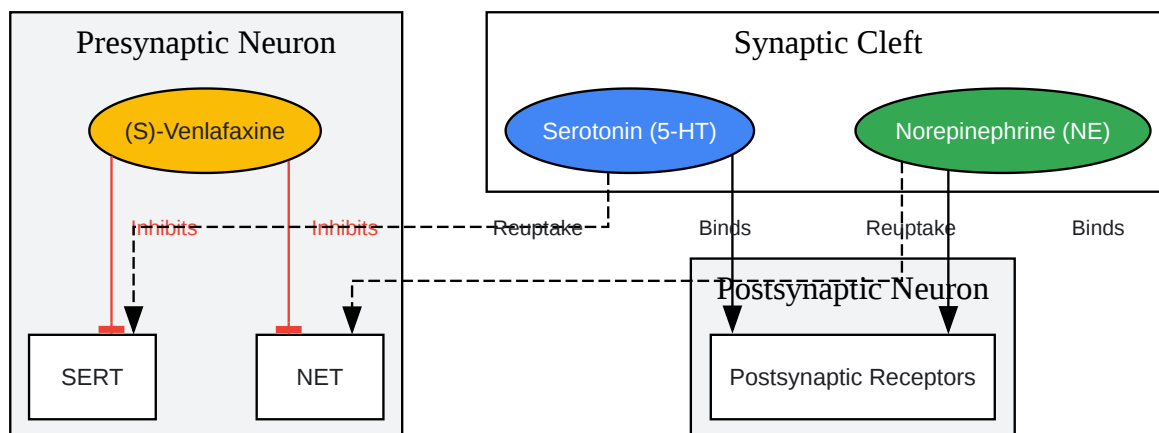 Presynaptic Neuron
Synaptic Cleft
(S)-Venlafaxine
Serotonin (5-HT)
Norepinephrine (NE)
Inhibits
Inhibits
Reuptake
Binds
Reuptake
Binds
Postsynaptic Neuron
SERT
NET
Postsynaptic Receptors